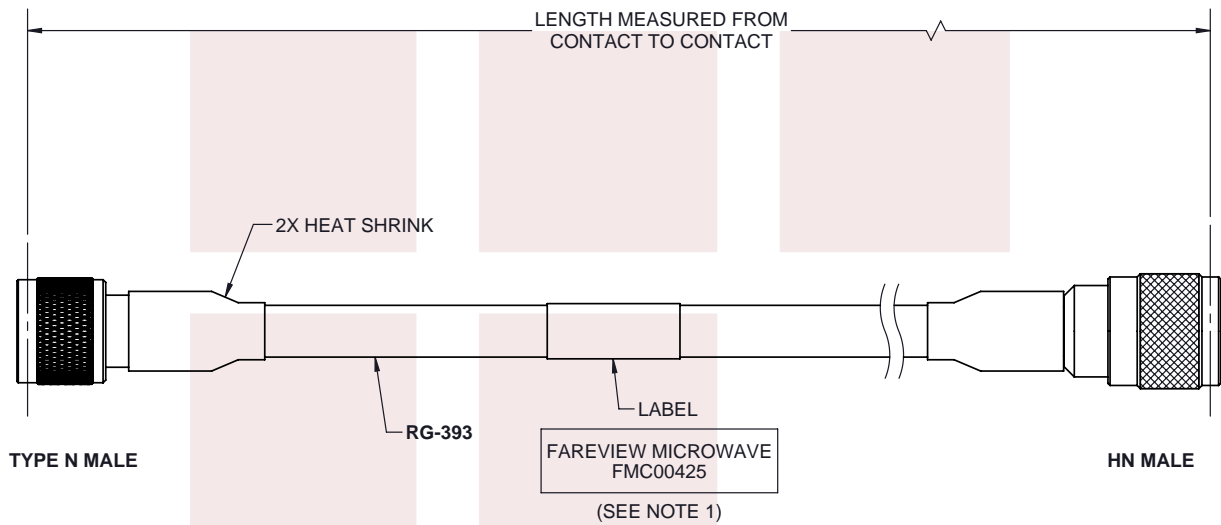 LENGTH MEASURED FROM
CONTACT TO CONTACT
2X HEAT SHRINK
LABEL
RG-393
FAREVIEW MICROWAVE
FMC00425
TYPE N MALE
HN MALE
(SEE NOTE 1)